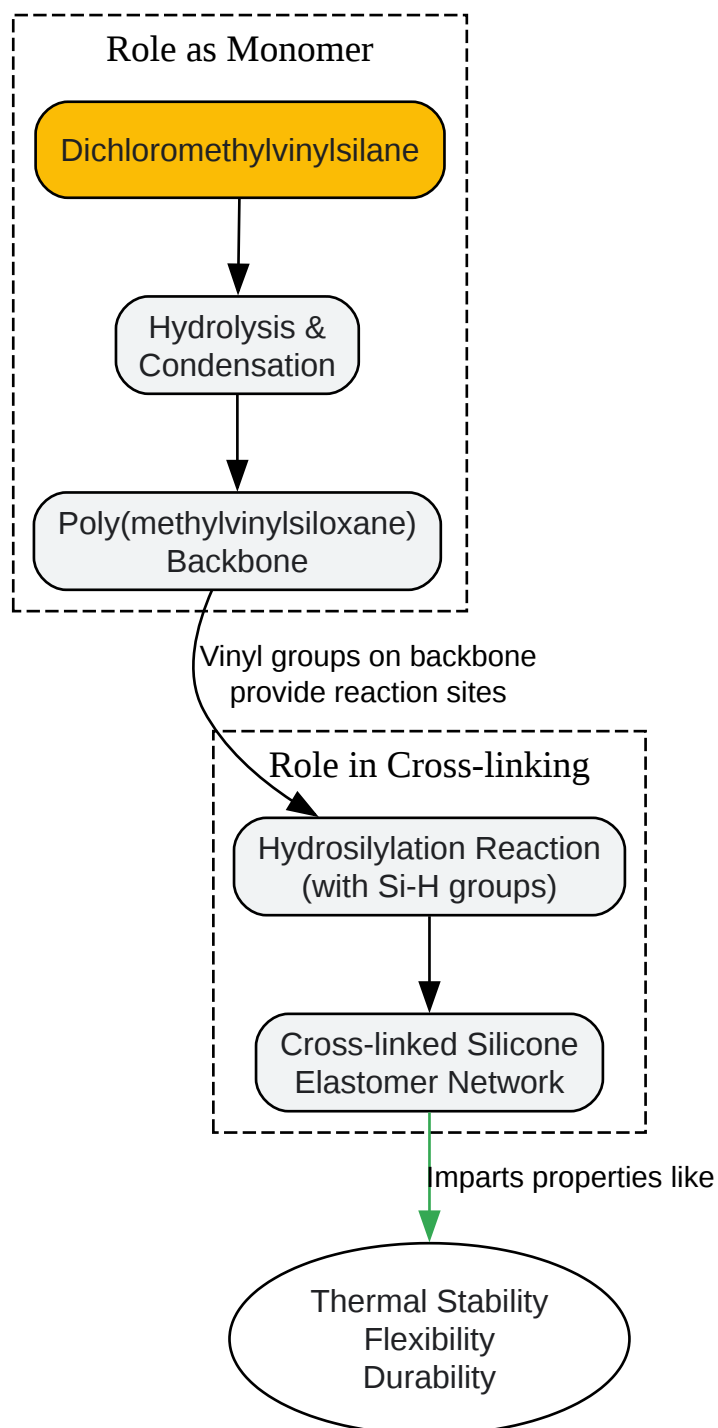 Role as Monomer
Dichloromethylvinylsilane
Hydrolysis &
Condensation
Poly(methylvinylsiloxane)
Backbone
Vinyl groups on backbone
provide reaction sites
Role in Cross-linking
Hydrosilylation Reaction
(with Si-H groups)
Cross-linked Silicone
Elastomer Network
Imparts properties like
Thermal Stability
Flexibility
Durability